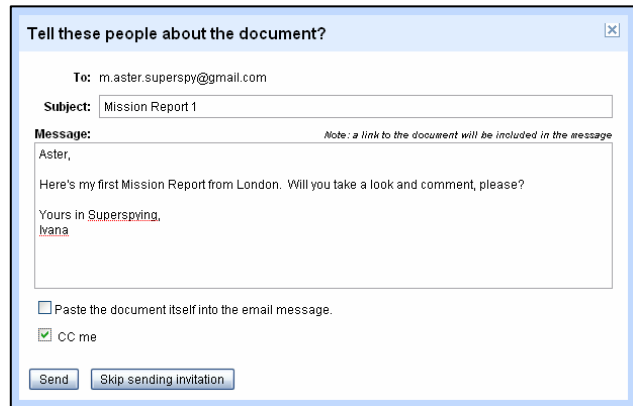 Tell these people about the document?
To: m.aster.superspy@gmail.com
Subject: Mission Report 1
Message: Note: a link to the document will be included in the message
Aster,
Here's my first Mission Report from London. Will you take a look and comment, please?
Yours in Superspying,
Ivana
Paste the document itself into the email message.
CC me
Send Skip sending invitation